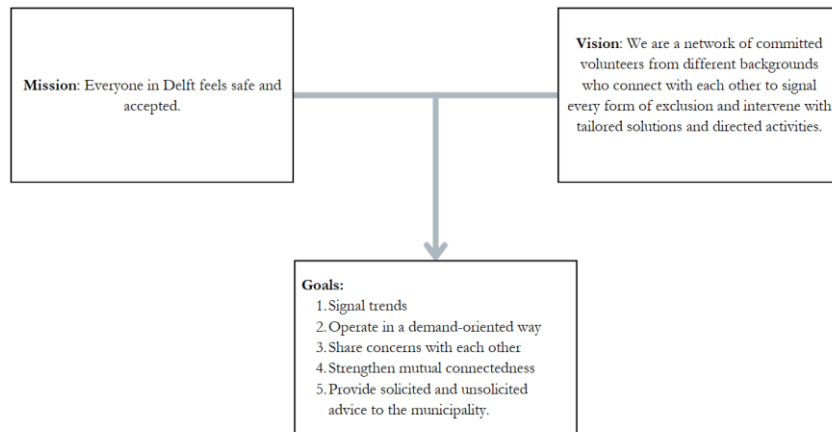 Mission: Everyone in Delft feels safe and
accepted.
Vision: We are a network of committed
volunteers from different backgrounds
who connect with each other to signal
every form of exclusion and intervene with
tailored solutions and directed activities.
Goals:
1. Signal trends
2. Operate in a demand-oriented way
3. Share concerns with each other
4. Strengthen mutual connectedness
5. Provide solicited and unsolicited
advice to the municipality.